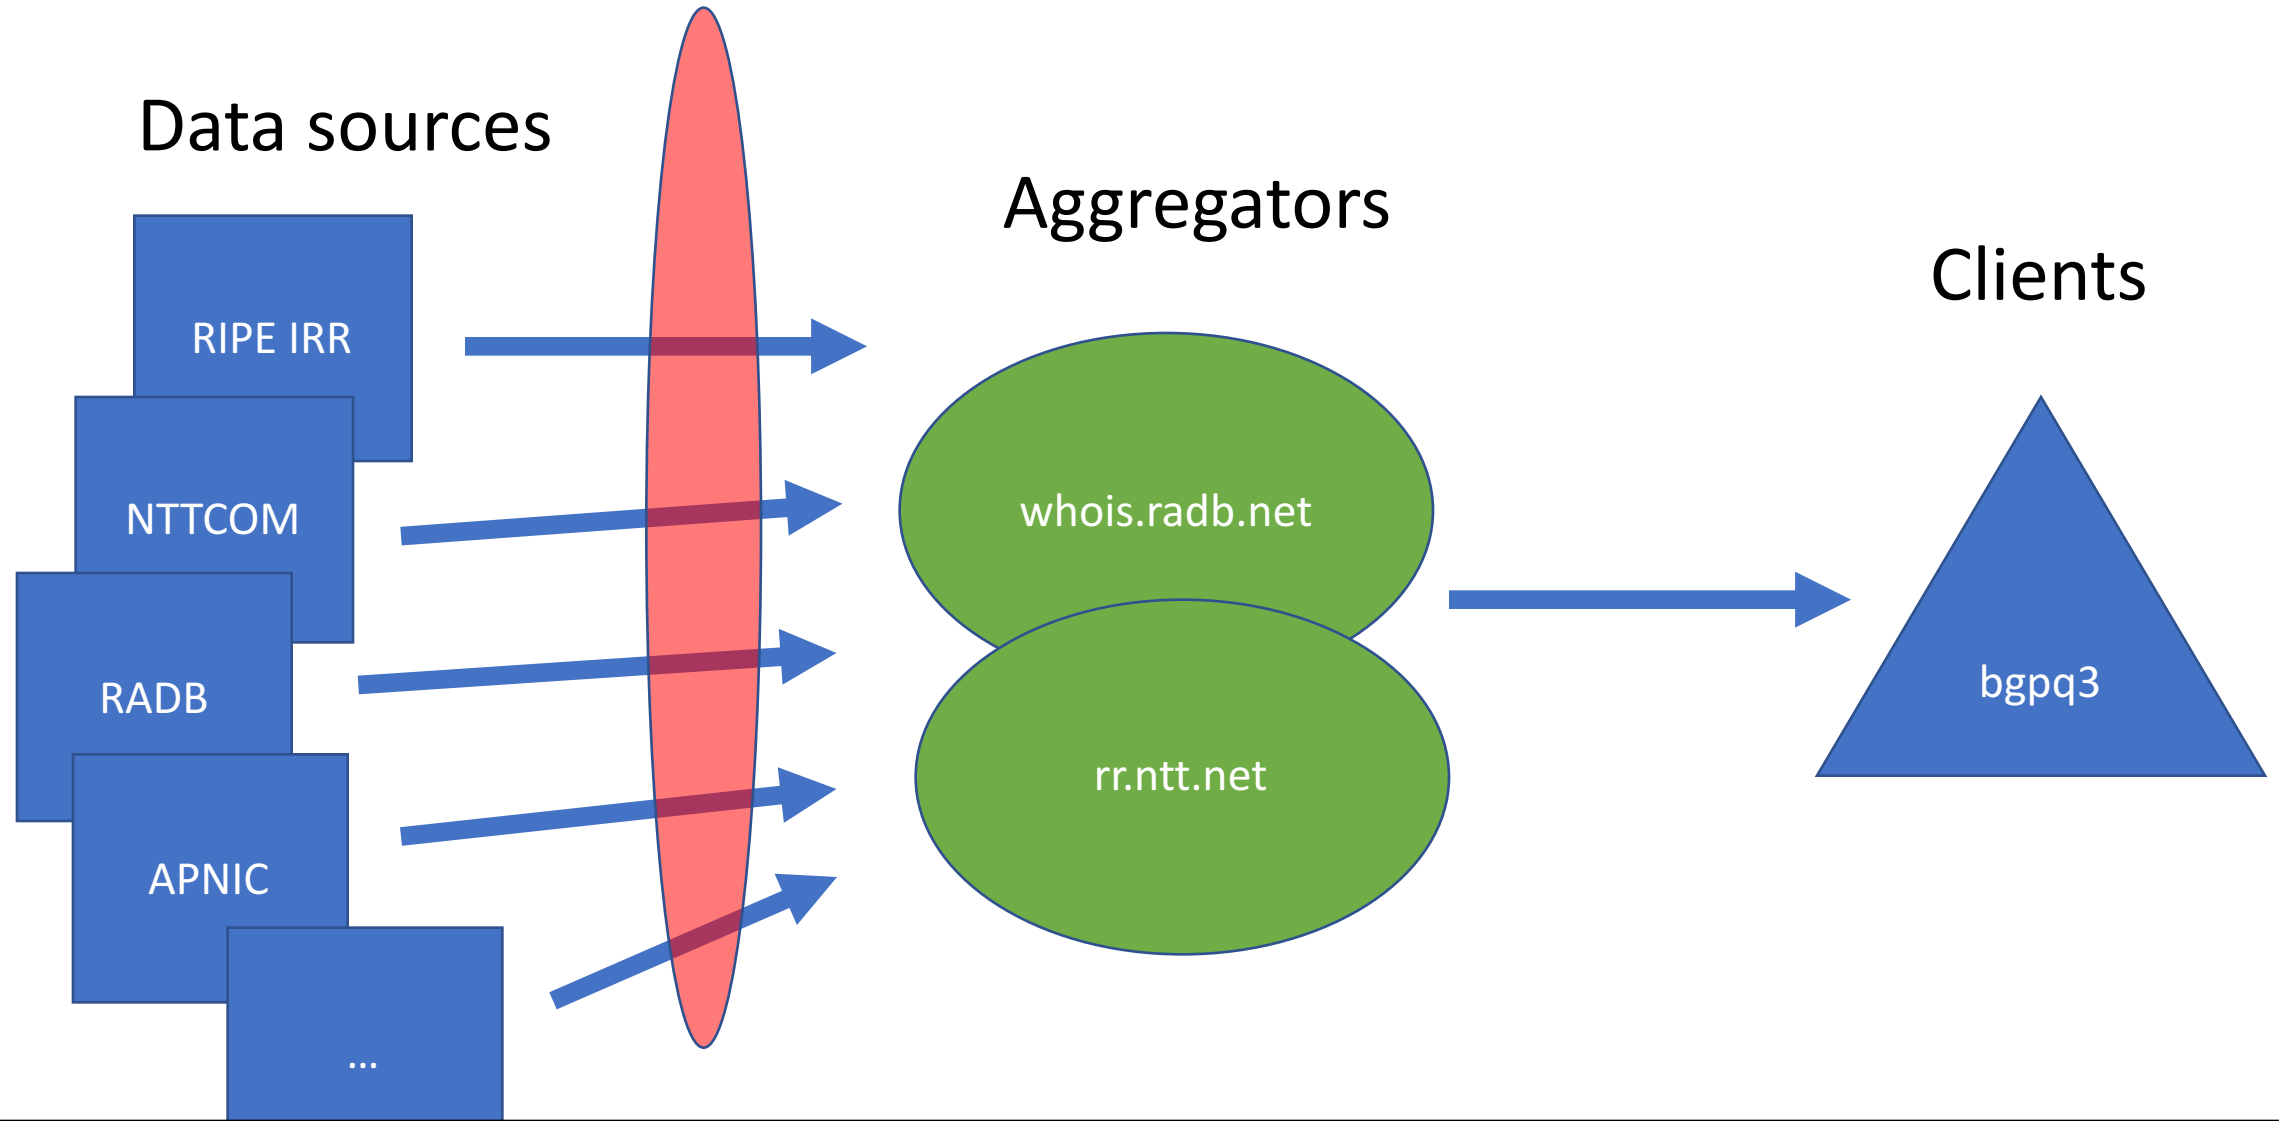 Data sources
RIPE IRR
NTTCOM
RADB
APNIC
...
Aggregators
whois.radb.net
rr.ntt.net
Clients
bgpq3